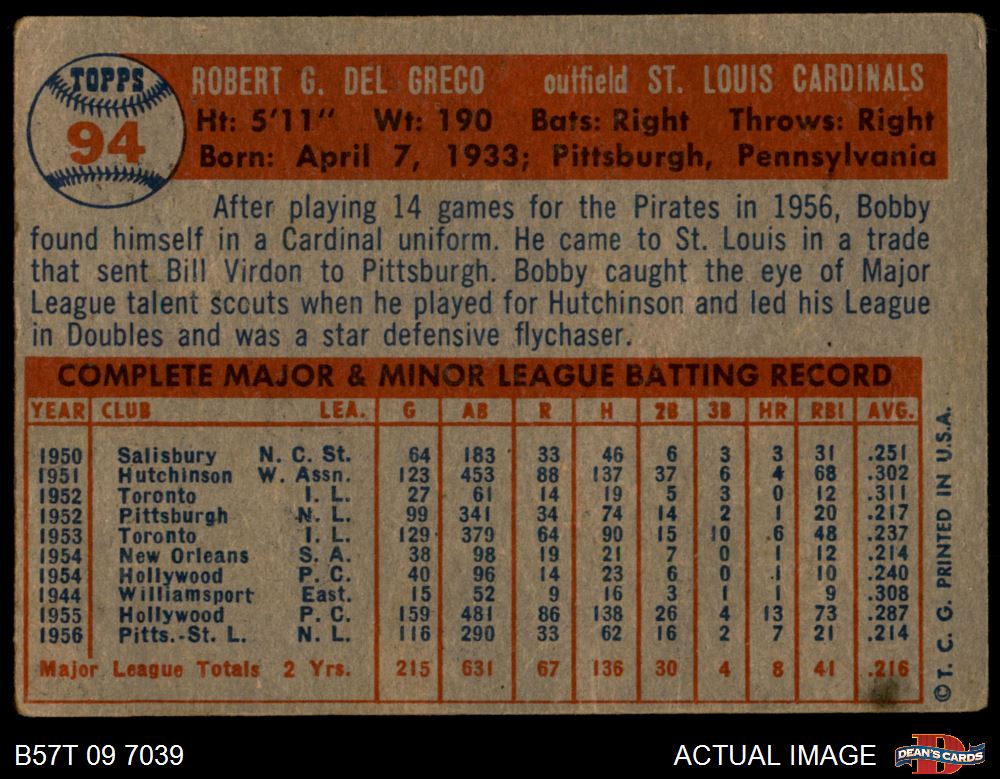 TOPPS
94
ROBERT G. DEL GRECO outfield ST. LOUIS CARDINALS
Ht: 5'11" Wt: 190 Bats: Right Throws: Right
Born: April 7, 1933; Pittsburgh, Pennsylvania
After playing 14 games for the Pirates in 1956, Bobby
found himself in a Cardinal uniform. He came to St. Louis in a trade
that sent Bill Virdon to Pittsburgh. Bobby caught the eye of Major
League talent scouts when he played for Hutchinson and led his League
in Doubles and was a star defensive flychaser.
COMPLETE MAJOR & MINOR LEAGUE BATTING RECORD
YEAR CLUB LEA. G AB R H 2B 3B HR RBI AVG.
1950 Salisbury N. C. St. 64 183 33 46 6 3 3 31 .251
1951 Hutchinson W. Assn. 123 453 88 137 37 6 4 68 .302
1952 Toronto I. L. 27 61 14 19 5 3 0 12 .311
1952 Pittsburgh N. L. 99 341 34 74 14 2 1 20 .217
1953 Toronto I. L. 129 379 64 90 15 10 6 48 .237
1954 New Orleans S. A. 38 98 19 21 7 0 1 12 .214
1954 Hollywood P. C. 40 96 14 23 6 0 1 10 .240
1944 Williamsport East. 15 52 9 16 3 1 1 9 .308
1955 Hollywood P. C. 159 481 86 138 26 4 13 73 .287
1956 Pitts.-St. L. N. L. 116 290 33 62 16 2 7 21 .214
Major League Totals 2 Yrs. 215 631 67 136 30 4 8 41 .216
©T. C. G. PRINTED IN U.S.A.
B57T 09 7039 ACTUAL IMAGE
DEAN'S CARDS